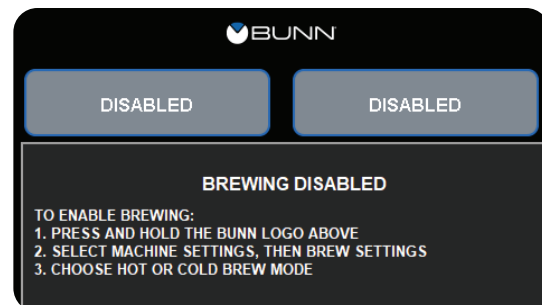 BUNN
DISABLED
DISABLED
BREWING DISABLED
TO ENABLE BREWING:
1. PRESS AND HOLD THE BUNN LOGO ABOVE
2. SELECT MACHINE SETTINGS, THEN BREW SETTINGS
3. CHOOSE HOT OR COLD BREW MODE